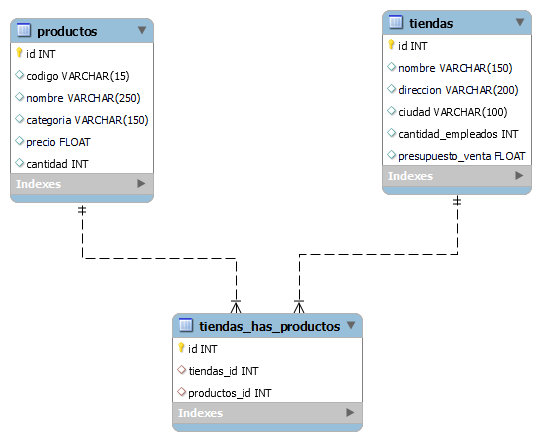 productos
id INT
codigo VARCHAR(15)
nombre VARCHAR(250)
categoria VARCHAR(150)
precio FLOAT
cantidad INT
Indexes
tiendas
id INT
nombre VARCHAR(150)
direccion VARCHAR(200)
ciudad VARCHAR(100)
cantidad_empleados INT
presupuesto_venta FLOAT
Indexes
tiendas_has_productos
id INT
tiendas_id INT
productos_id INT
Indexes